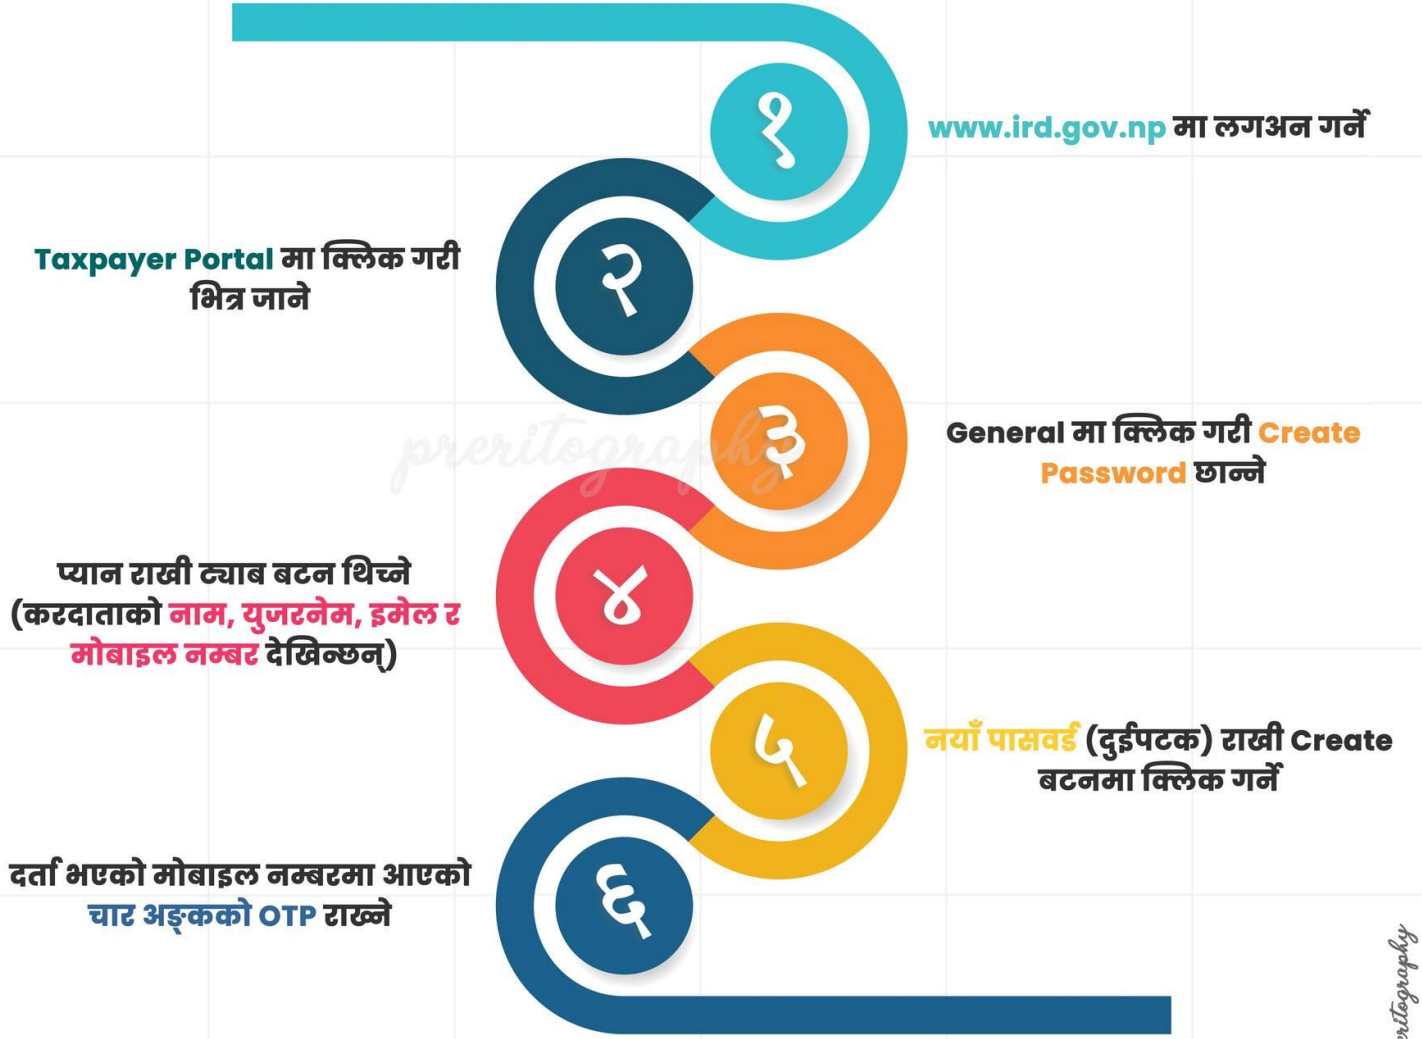 १
www.ird.gov.np मा लगअन गर्ने
२
Taxpayer Portal मा क्लिक गरी
भित्र जाने
३
General मा क्लिक गरी Create
Password छान्ने
preritography
४
प्यान राखी ट्याब बटन थिच्ने
(करदाताको नाम, युजरनेम, इमेल र
मोबाइल नम्बर देखिन्छन्)
५
नयाँ पासवर्ड (दुईपटक) राखी Create
बटनमा क्लिक गर्ने
६
दर्ता भएको मोबाइल नम्बरमा आएको
चार अङ्कको OTP राख्ने